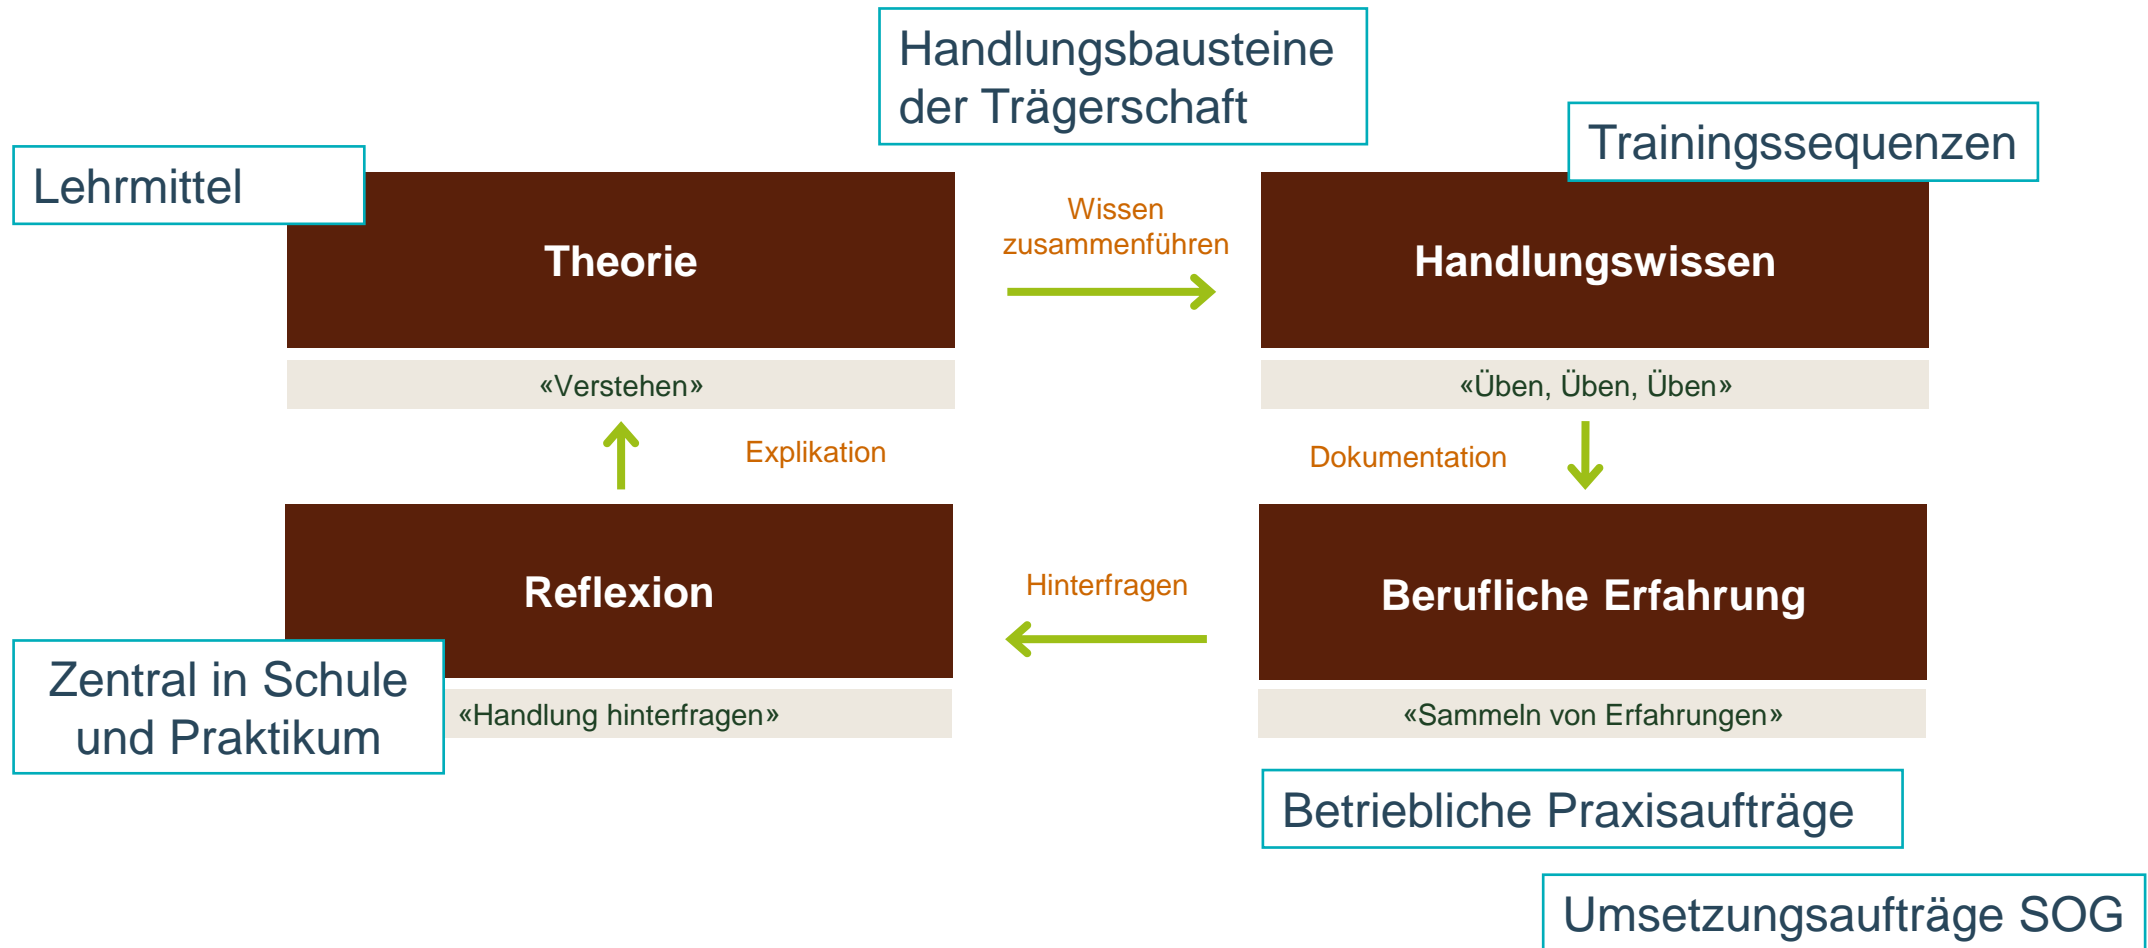 Handlungsbausteine
der Trägerschaft
Trainingssequenzen
Lehrmittel
Wissen
zusammenführen
Theorie
Handlungswissen
«Verstehen»
«Üben, Üben, Üben»
Explikation
Dokumentation
Reflexion
Hinterfragen
Berufliche Erfahrung
Zentral in Schule
und Praktikum
«Handlung hinterfragen»
«Sammeln von Erfahrungen»
Betriebliche Praxisaufträge
Umsetzungsaufträge SOG